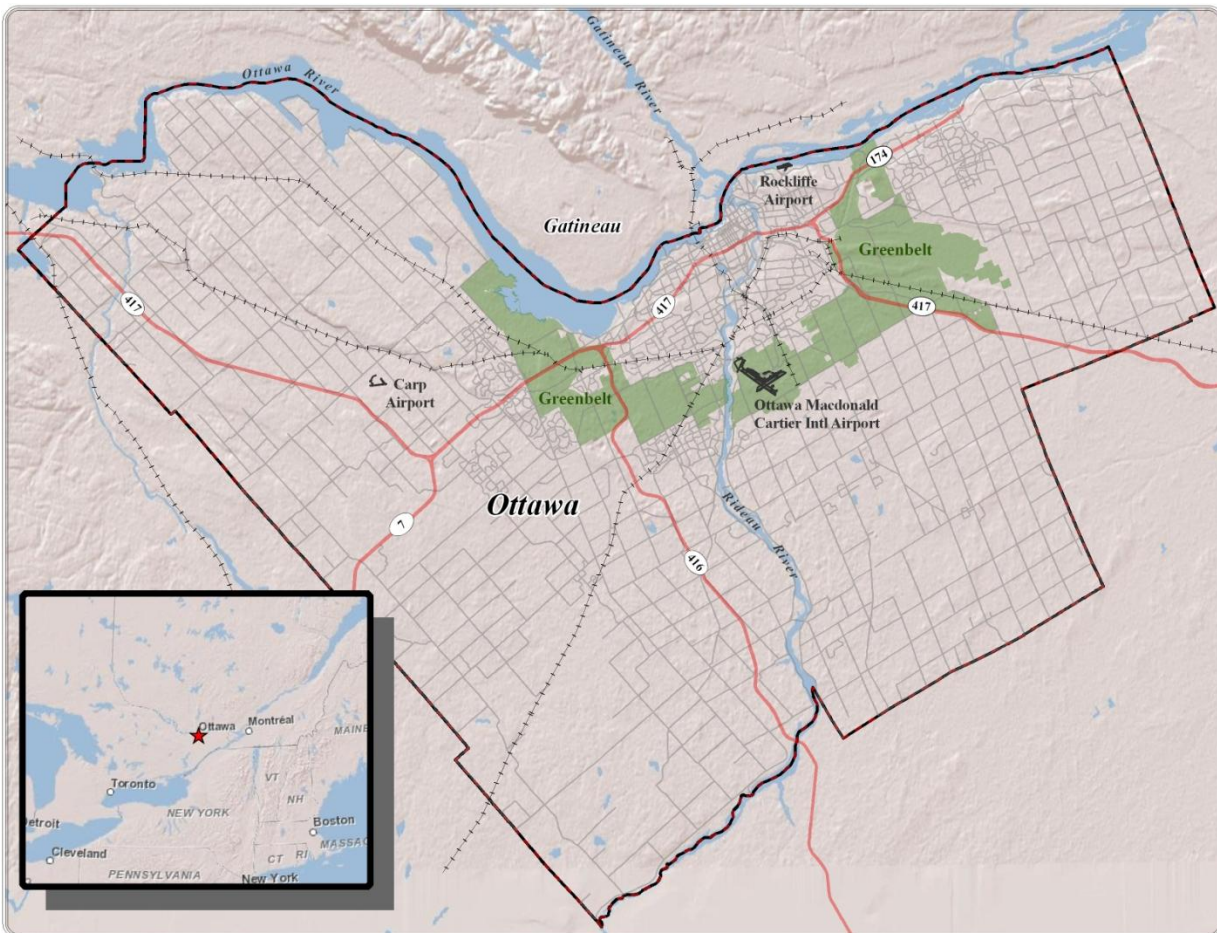 Ottawa River
Gatineau River
174
Rockliffe
Airport
Gatineau
Greenbelt
417
417
417
Carp
Airport
Greenbelt
Ottawa Macdonald
Cartier Intl Airport
Ottawa
Rideau River
7
416
Ottawa
Montréal
MAINE
Toronto
VT
NH
NEW YORK
etroit
Boston
MASSAC
Cleveland
CT
RI
PENNSYLVANIA
New York